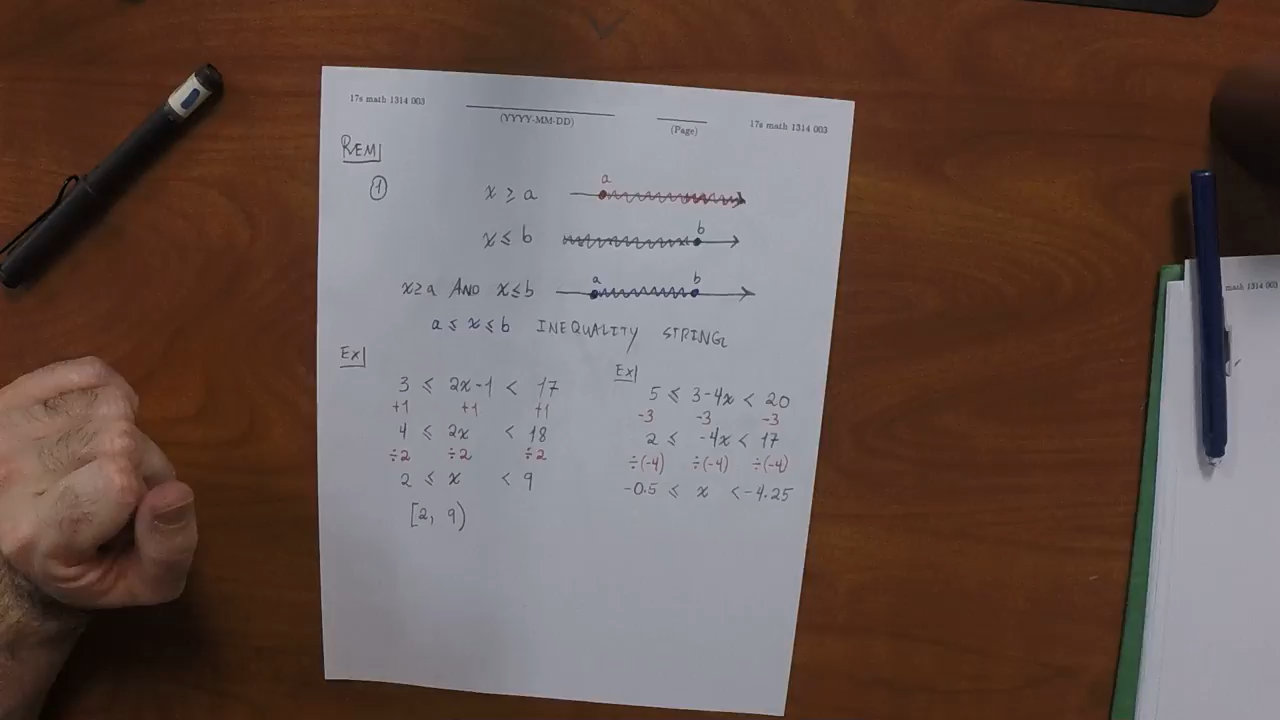 17s math 1314 003
(YYYY-MM-DD)
(Page)
17s math 1314 003
REM
1
x ≥ a
a
x ≤ b
b
x≥a AND x≤b
a b
a ≤ x ≤ b INEQUALITY STRING
Ex
3 ≤ 2x-1 < 17
+1 +1 +1
4 ≤ 2x < 18
÷2 ÷2 ÷2
2 ≤ x < 9
[2, 9)
Ex
5 ≤ 3-4x < 20
-3 -3 -3
2 ≤ -4x < 17
÷(-4) ÷(-4) ÷(-4)
-0.5 ≤ x < -4.25
math 1314 003